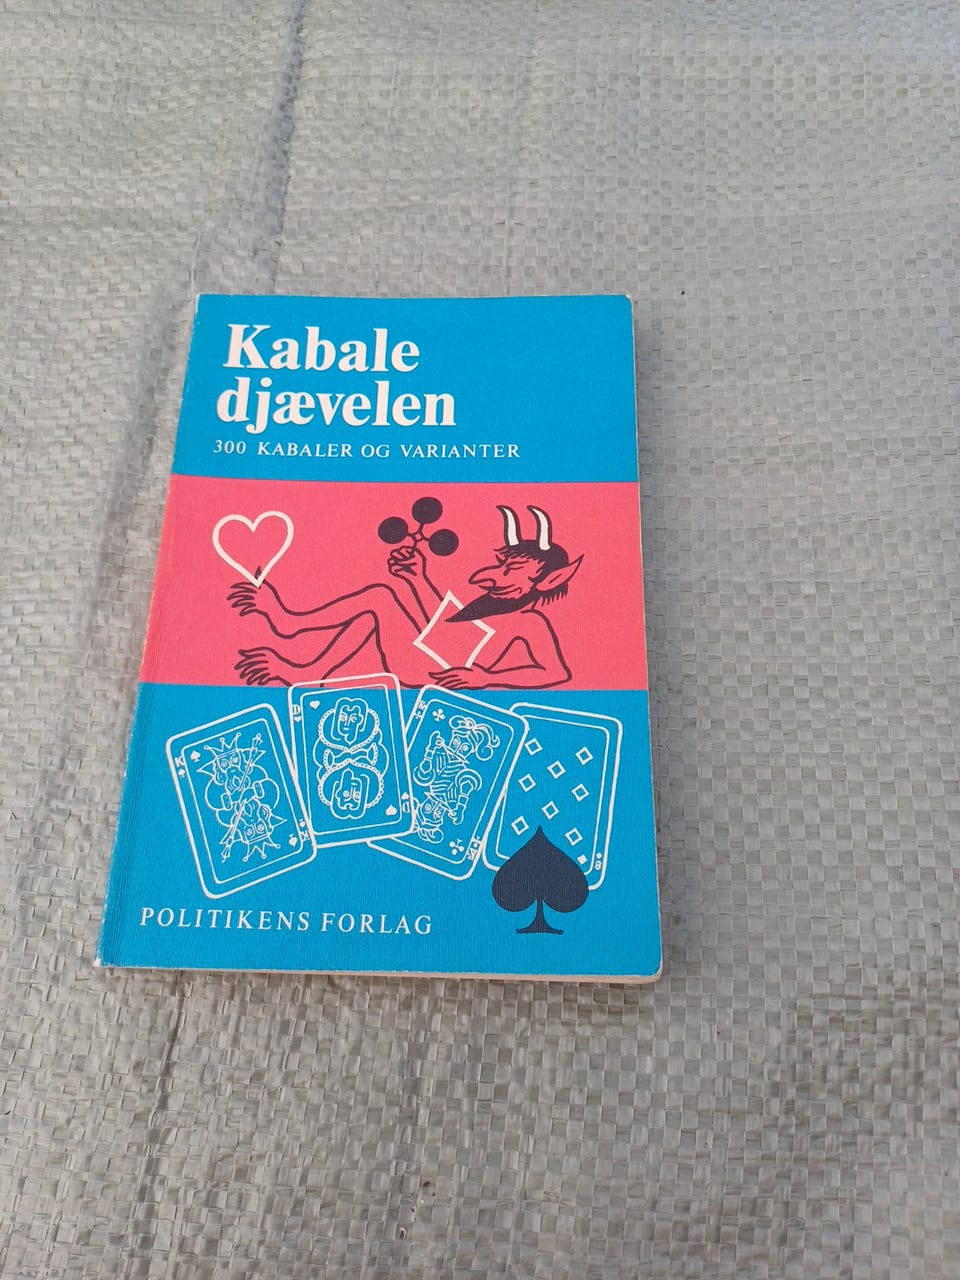 Kabale
djævelen
300 KABALER OG VARIANTER
POLITIKENS FORLAG